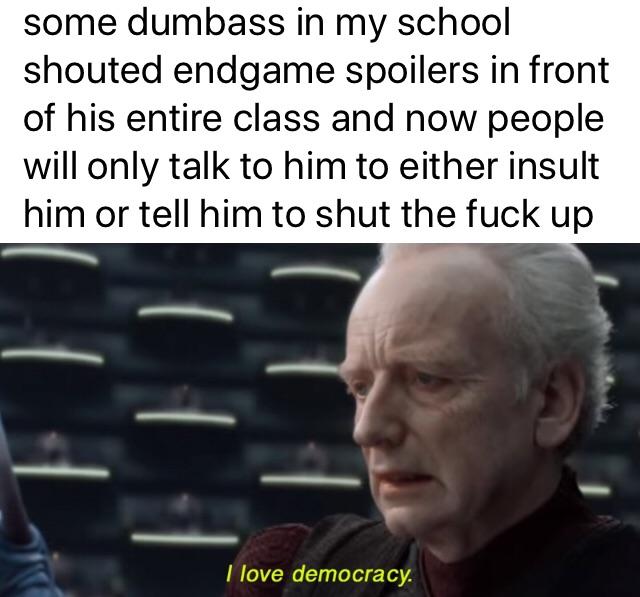 some dumbass in my school
shouted endgame spoilers in front
of his entire class and now people
will only talk to him to either insult
him or tell him to shut the fuck up
I love democracy.